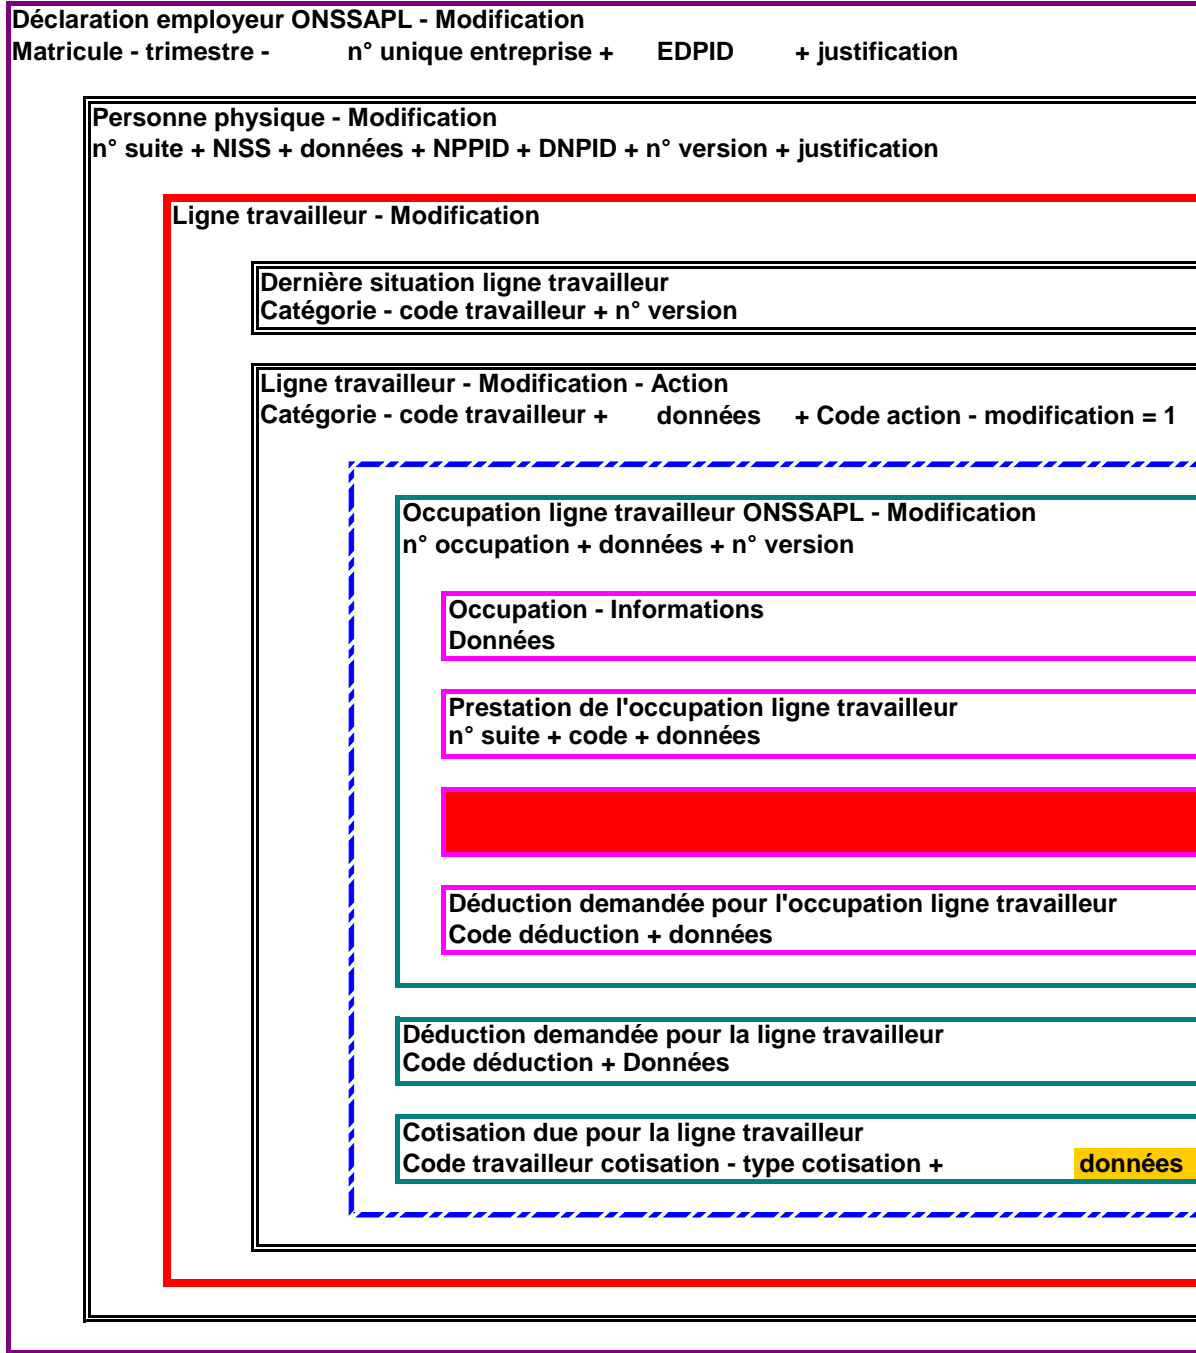 Déclaration employeur ONSSAPL - Modification
Matricule - trimestre - n° unique entreprise + EDPID + justification
Personne physique - Modification
n° suite + NISS + données + NPPID + DNPID + n° version + justification
Ligne travailleur - Modification
Dernière situation ligne travailleur
Catégorie - code travailleur + n° version
Ligne travailleur - Modification - Action
Catégorie - code travailleur + données + Code action - modification = 1
Occupation ligne travailleur ONSSAPL - Modification
n° occupation + données + n° version
Occupation - Informations
Données
Prestation de l'occupation ligne travailleur
n° suite + code + données
Déduction demandée pour l'occupation ligne travailleur
Code déduction + données
Déduction demandée pour la ligne travailleur
Code déduction + Données
Cotisation due pour la ligne travailleur
Code travailleur cotisation - type cotisation + données